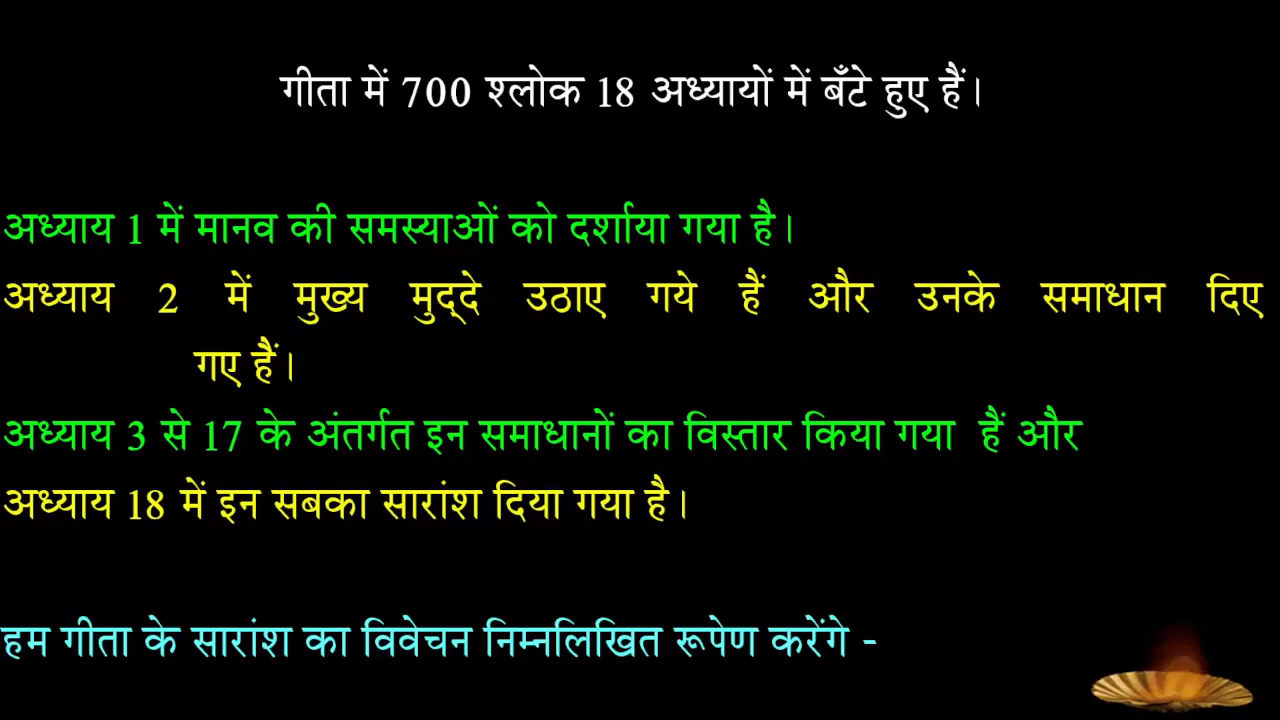 गीता में 700 श्लोक 18 अध्यायों में बँटे हुए हैं।
अध्याय 1 में मानव की समस्याओं को दर्शाया गया है।
अध्याय 2 में मुख्य मुद्‌दे उठाए गये हैं और उनके समाधान दिए
गए हैं।
अध्याय 3 से 17 के अंतर्गत इन समाधानों का विस्तार किया गया हैं और
अध्याय 18 में इन सबका सारांश दिया गया है।
हम गीता के सारांश का विवेचन निम्नलिखित रूपेण करेंगे -